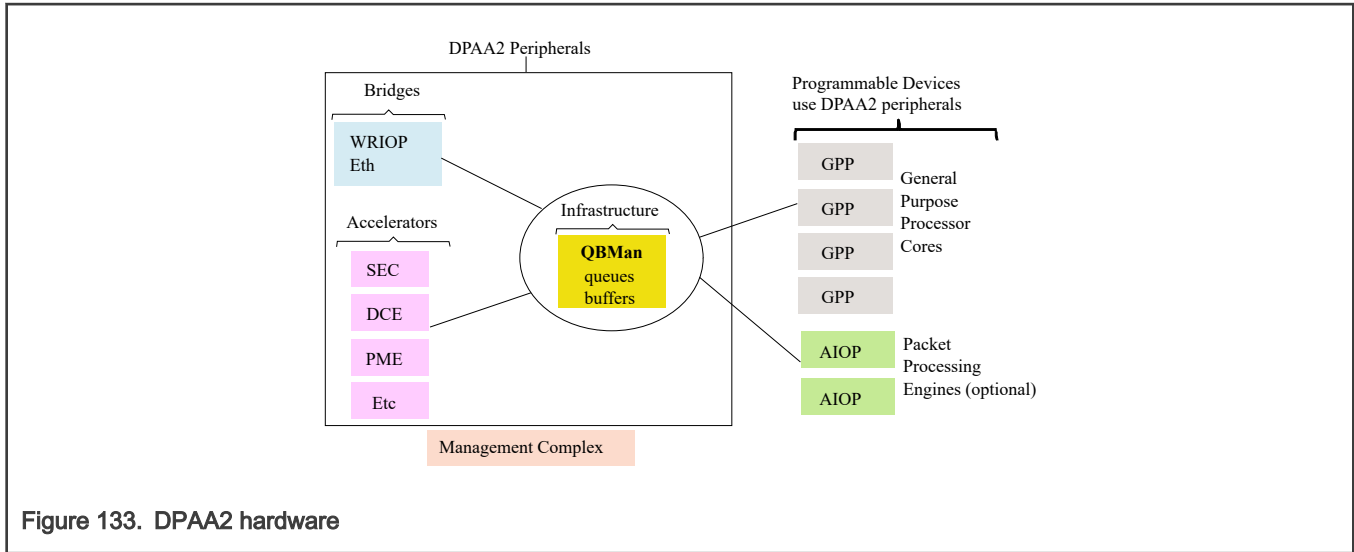 DPAA2 Peripherals
Bridges
WRIOP
Eth
Accelerators
SEC
DCE
PME
Etc
Infrastructure
QBMan
queues
buffers
Management Complex
Programmable Devices
use DPAA2 peripherals
GPP
GPP
GPP
GPP
General
Purpose
Processor
Cores
AIOP
AIOP
Packet
Processing
Engines (optional)
Figure 133. DPAA2 hardware